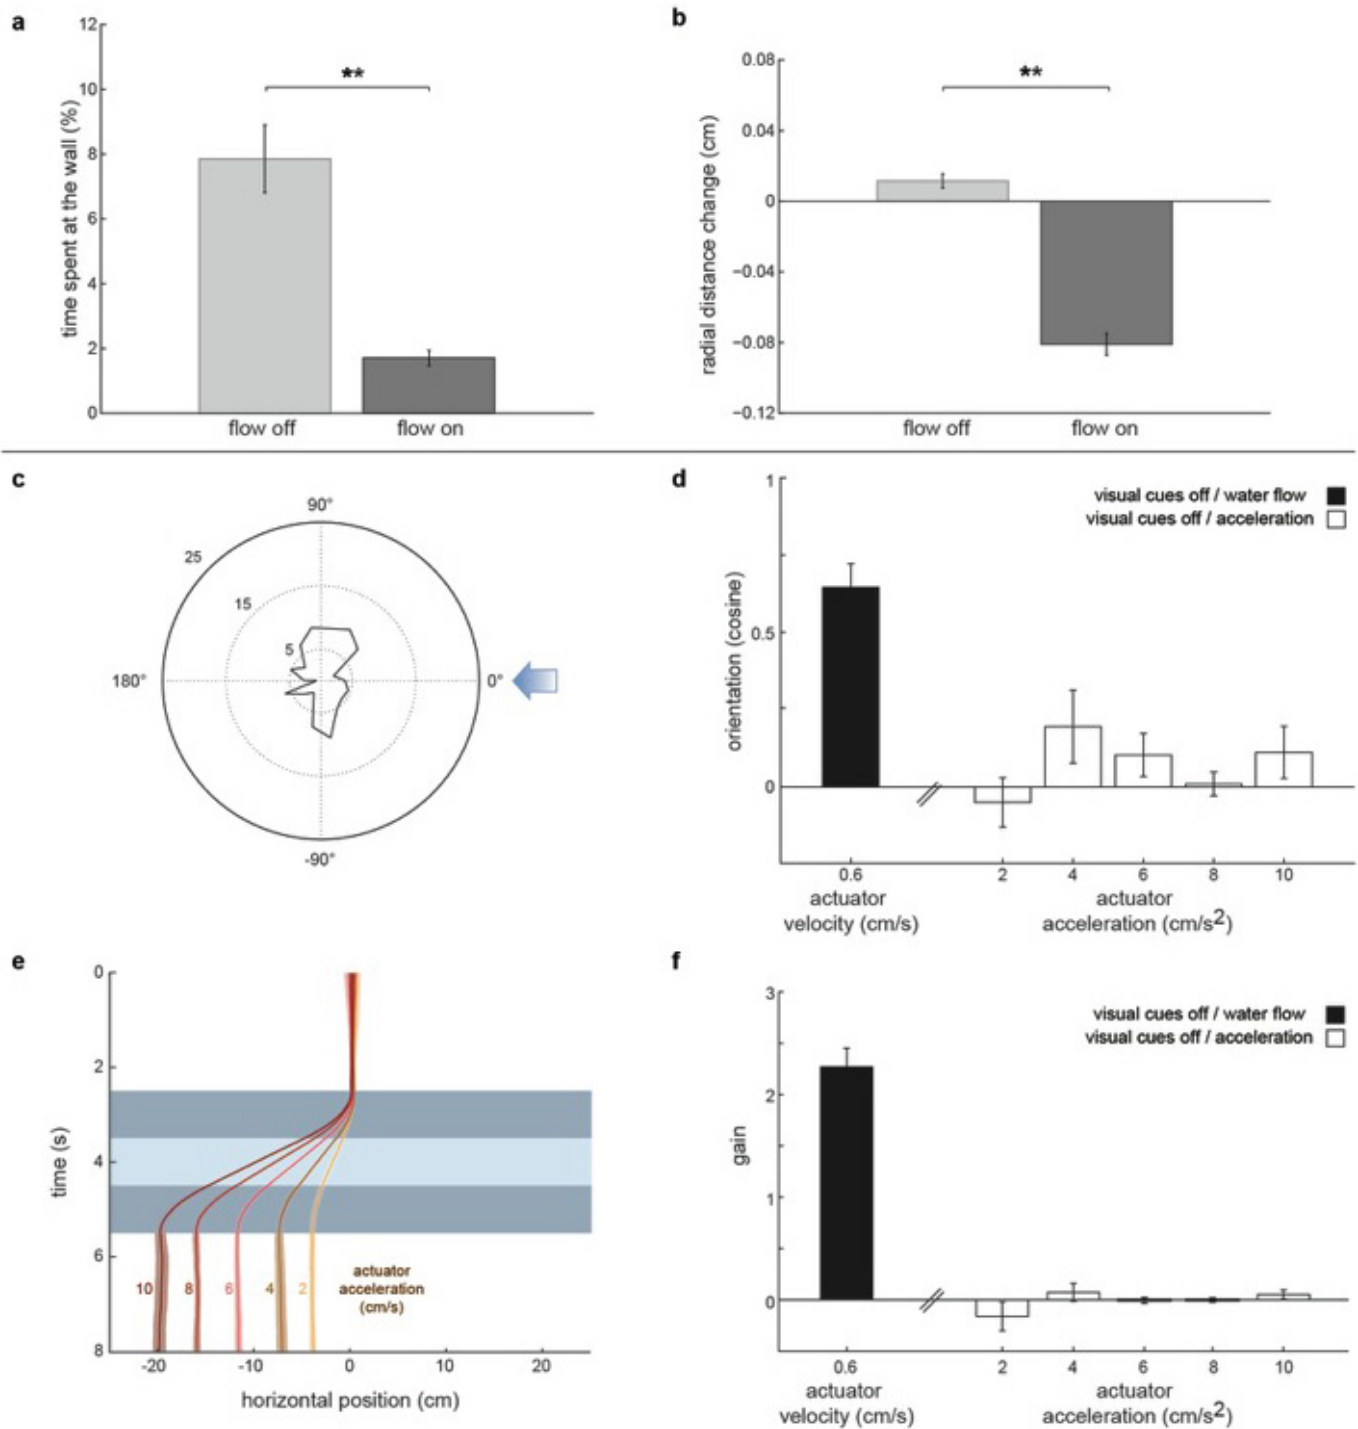 a
12
10
8
6
4
2
0
time spent at the wall (%)
**
flow off
flow on
b
0.08
0.04
0
−0.04
−0.08
−0.12
radial distance change (cm)
**
flow off
flow on
c
90°
25
15
5
180°
0°
-90°
d
1
0.5
0
orientation (cosine)
visual cues off / water flow
visual cues off / acceleration
0.6
2
4
6
8
10
actuator
velocity (cm/s)
actuator
acceleration (cm/s²)
e
0
2
4
6
8
time (s)
10
8
6
4
2
actuator
acceleration
(cm/s)
-20
-10
0
10
20
horizontal position (cm)
f
3
2
1
0
gain
visual cues off / water flow
visual cues off / acceleration
0.6
2
4
6
8
10
actuator
velocity (cm/s)
actuator
acceleration (cm/s²)